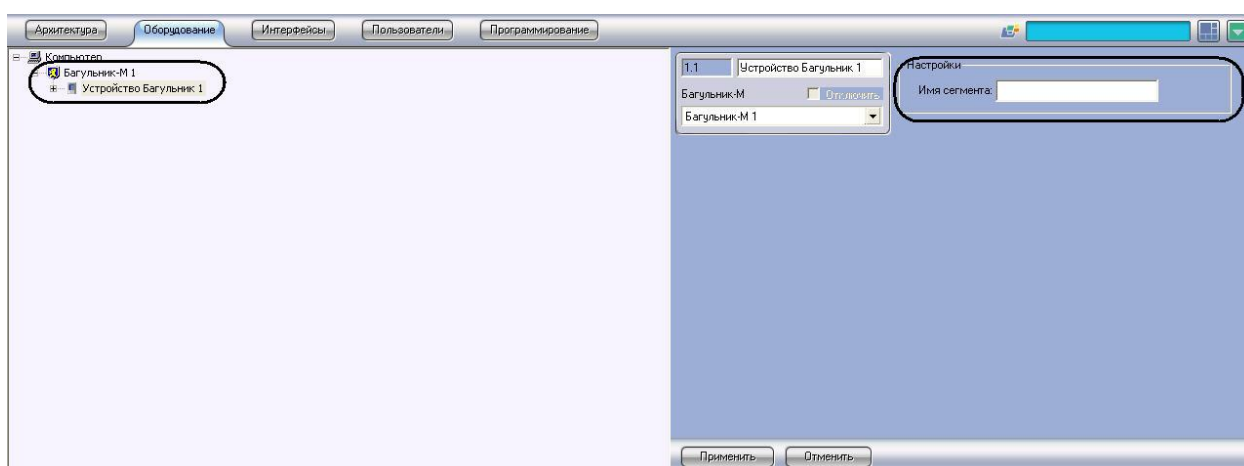 Архитектура Оборудование Интерфейсы Пользователи Программирование
Компьютер
Багульник-М 1
Устройство Багульник 1
1.1 Устройство Багульник 1
Багульник-М Отключить
Багульник-М 1
Настройки
Имя сегмента:
Применить Отменить